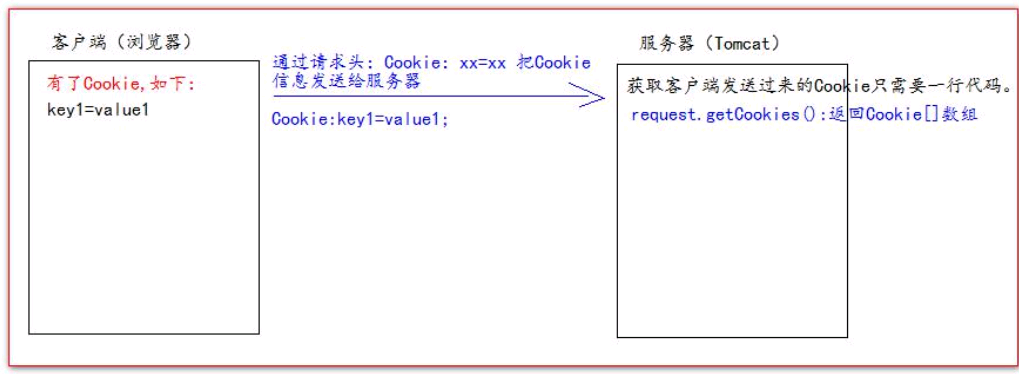 客户端（浏览器）
有了Cookie,如下：
key1=value1
通过请求头：Cookie: xx=xx 把Cookie
信息发送给服务器
Cookie:key1=value1;
服务器（Tomcat）
获取客户端发送过来的Cookie只需要一行代码。
request.getCookies():返回Cookie[]数组